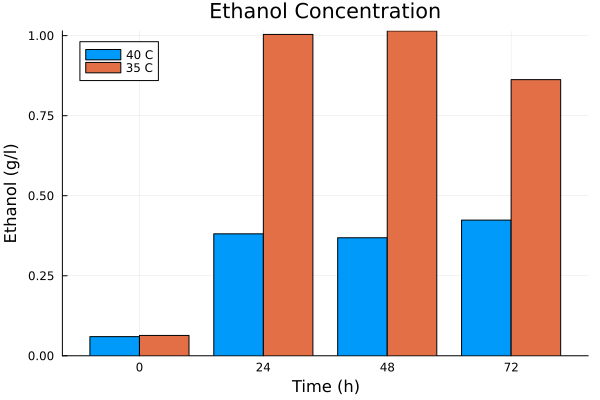 Ethanol Concentration
40 C
35 C
1.00
0.75
0.50
0.25
0.00
Ethanol (g/l)
0 24 48 72
Time (h)